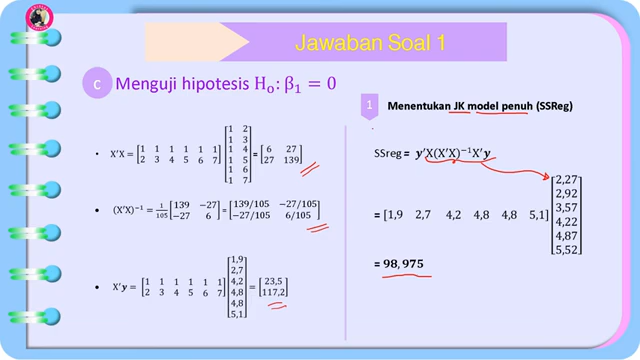 Jawaban Soal 1
c Menguji hipotesis H₀: β₁ = 0
• X′X = [1 1 1 1 1 1; 2 3 4 5 6 7] [1 2; 1 3; 1 4; 1 5; 1 6; 1 7] = [6 27; 27 139]
• (X′X)⁻¹ = 1/105 [139 −27; −27 6] = [139/105 −27/105; −27/105 6/105]
• X′y = [1 1 1 1 1 1; 2 3 4 5 6 7] [1,9; 2,7; 4,2; 4,8; 4,8; 5,1] = [23,5; 117,2]
1 Menentukan JK model penuh (SSReg)
SSreg = y′X(X′X)⁻¹X′y
= [1,9 2,7 4,2 4,8 4,8 5,1] [2,27; 2,92; 3,57; 4,22; 4,87; 5,52]
= 98,975